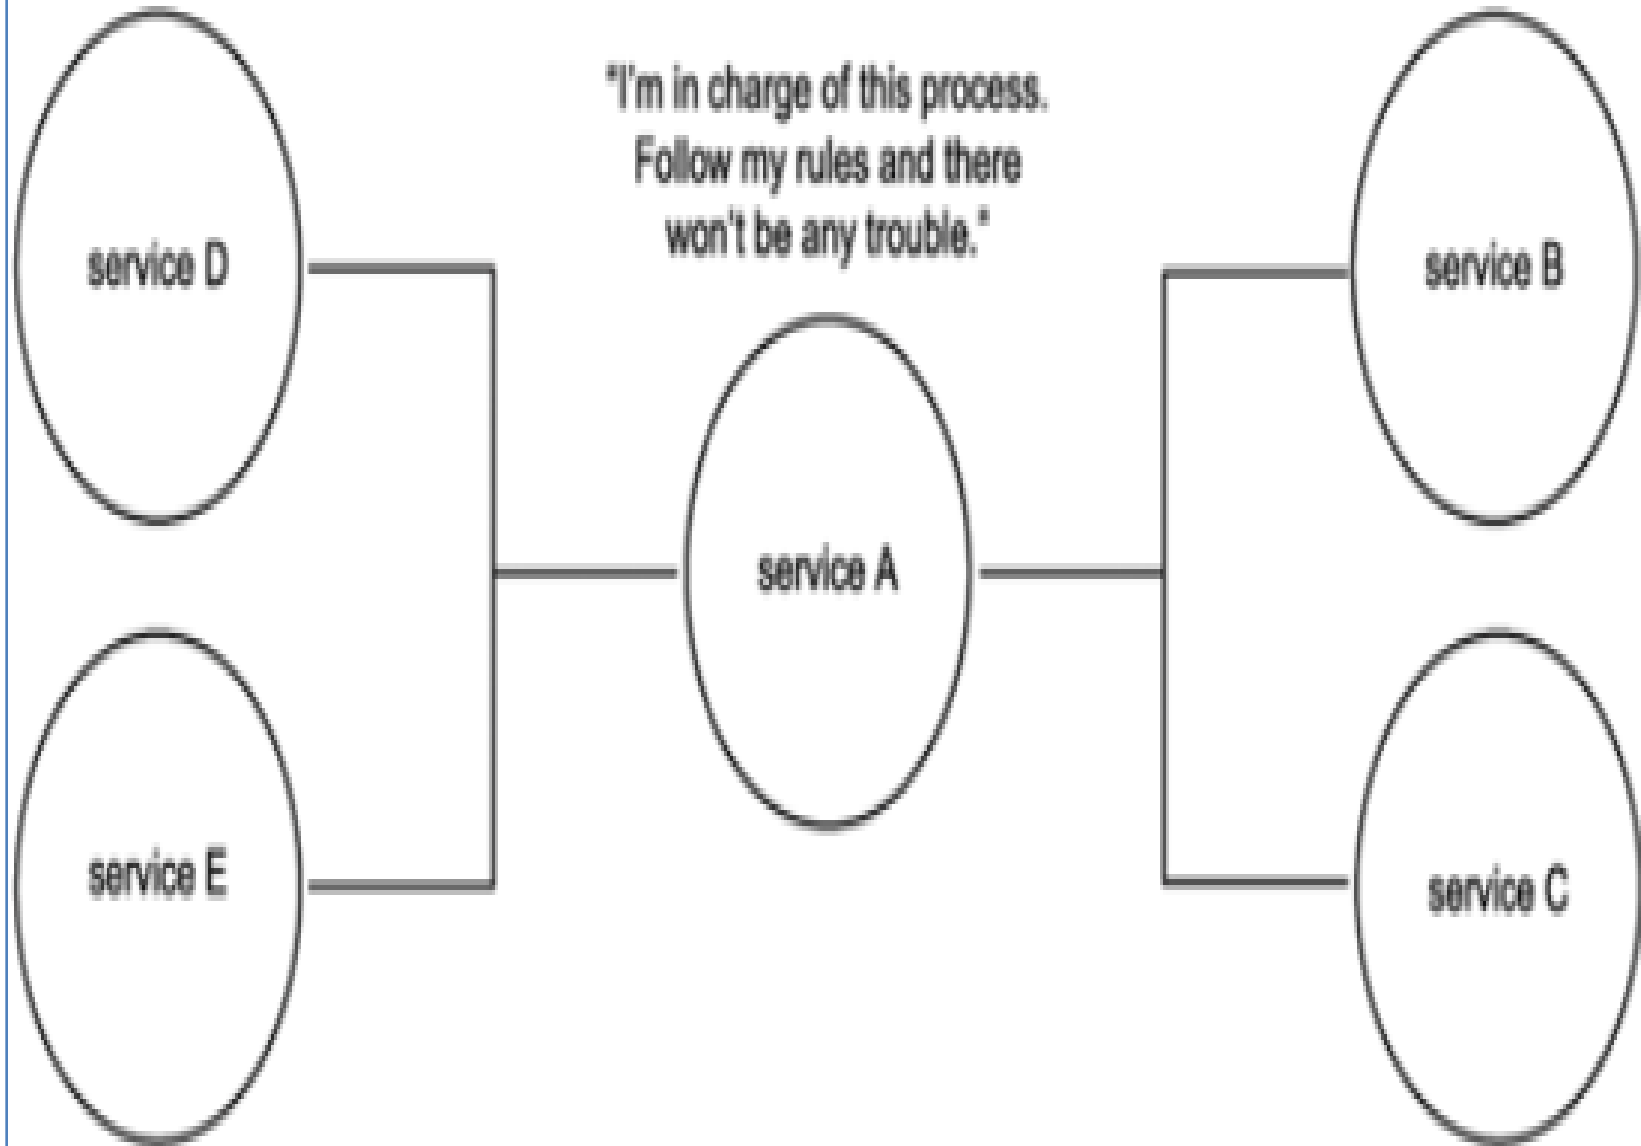 "I'm in charge of this process.
Follow my rules and there
won't be any trouble."
service D
service B
service A
service E
service C